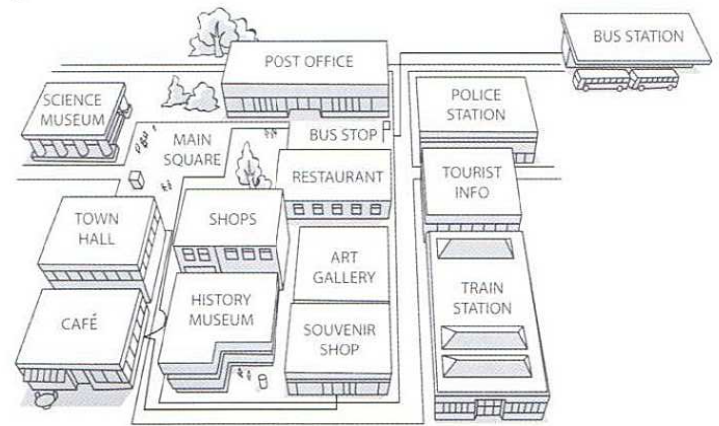 BUS STATION
POST OFFICE
SCIENCE
MUSEUM
POLICE
STATION
MAIN
SQUARE
BUS STOP
RESTAURANT
TOURIST
INFO
TOWN
HALL
SHOPS
ART
GALLERY
TRAIN
STATION
HISTORY
MUSEUM
CAFÉ
SOUVENIR
SHOP